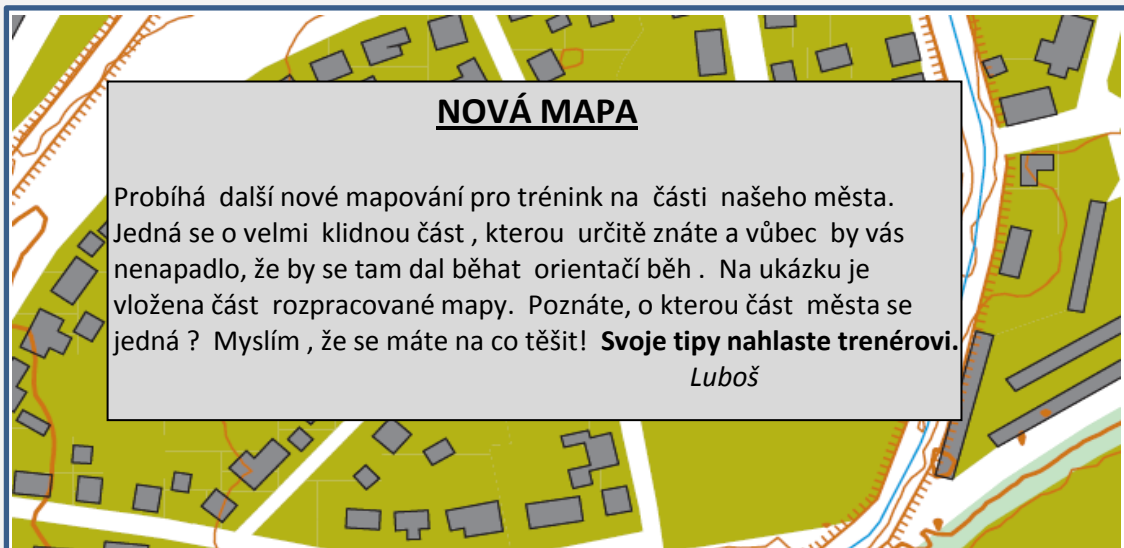 NOVÁ MAPA
Probíhá další nové mapování pro trénink na části našeho města.
Jedná se o velmi klidnou část , kterou určitě znáte a vůbec by vás
nenapadlo, že by se tam dal běhat orientačí běh . Na ukázku je
vložena část rozpracované mapy. Poznáte, o kterou část města se
jedná ? Myslím , že se máte na co těšit! Svoje tipy nahlaste trenérovi.
Luboš